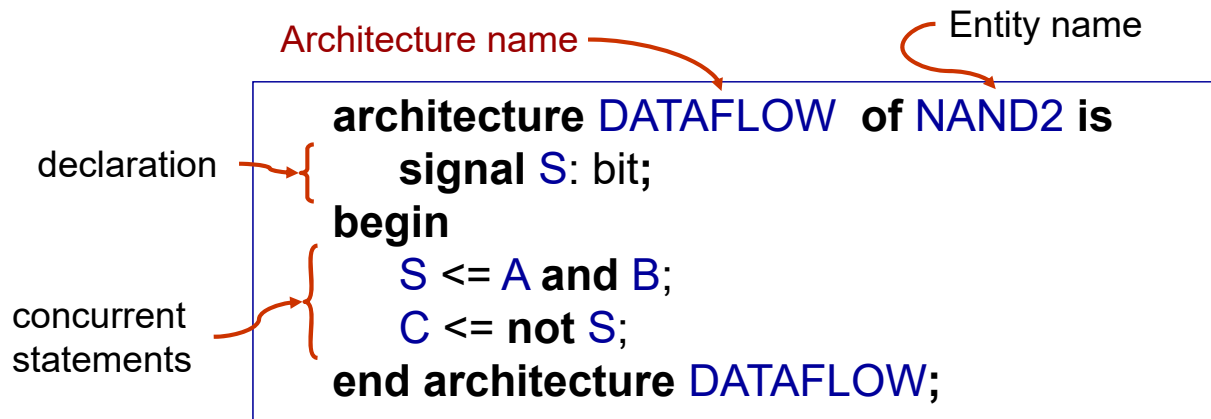 Architecture name
Entity name
architecture DATAFLOW of NAND2 is
declaration
signal S: bit;
begin
S <= A and B;
concurrent
statements
C <= not S;
end architecture DATAFLOW;